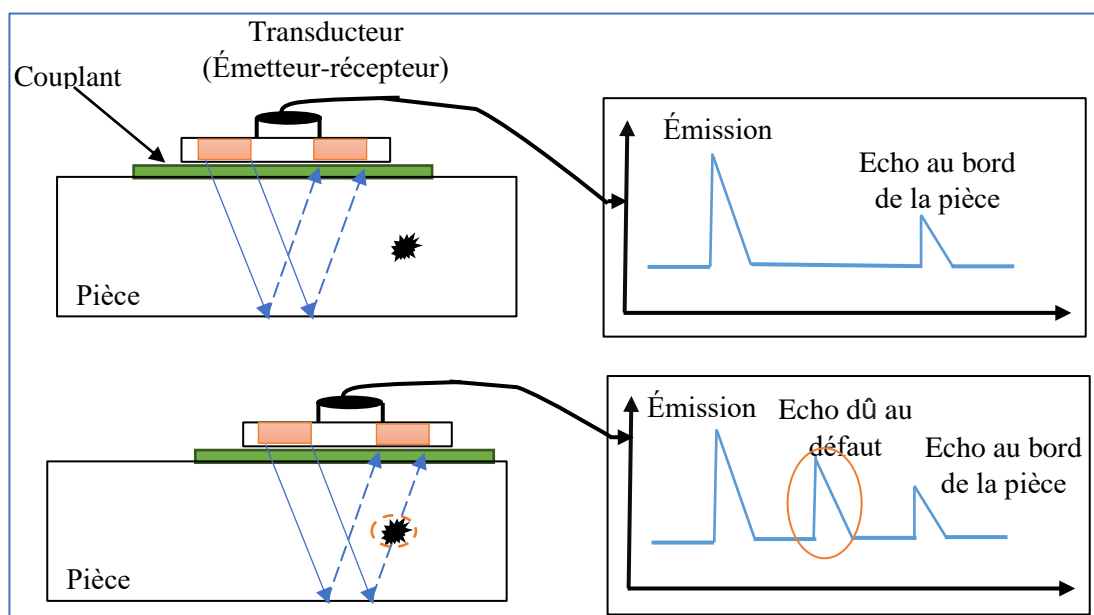 Transducteur
(Émetteur-récepteur)
Couplant
Pièce
Émission
Echo au bord
de la pièce
Émission
Echo dÛ au
défaut
Echo au bord
de la pièce
Pièce